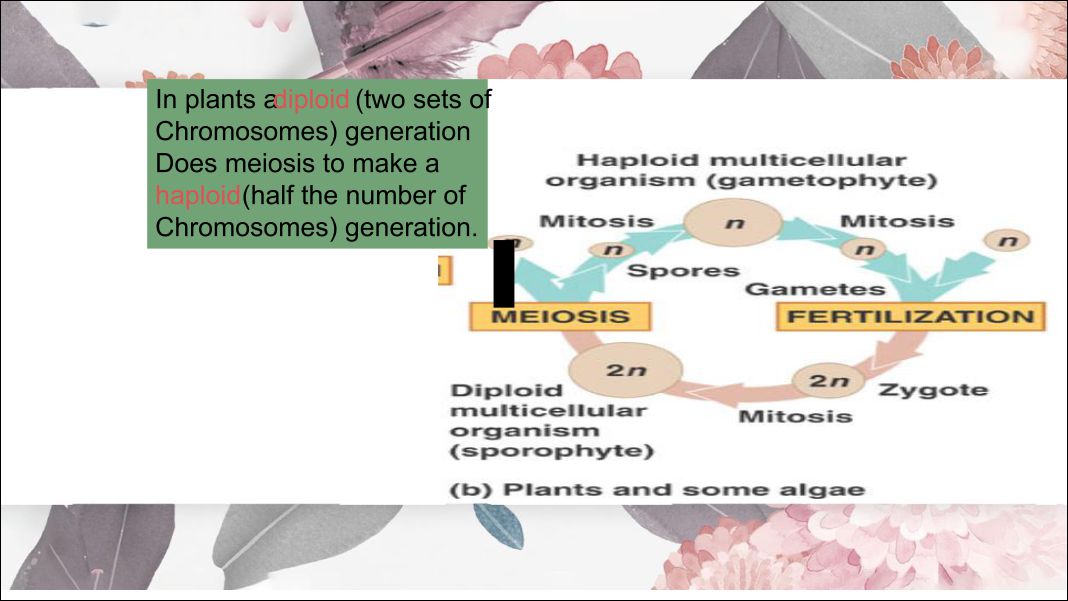 In plants a diploid (two sets of
Chromosomes) generation
Does meiosis to make a
haploid (half the number of
Chromosomes) generation.
Haploid multicellular
organism (gametophyte)
Mitosis
n
Mitosis
n
n
n
n
Spores
Gametes
MEIOSIS
FERTILIZATION
2n
2n
Diploid
multicellular
organism
(sporophyte)
Zygote
Mitosis
(b) Plants and some algae